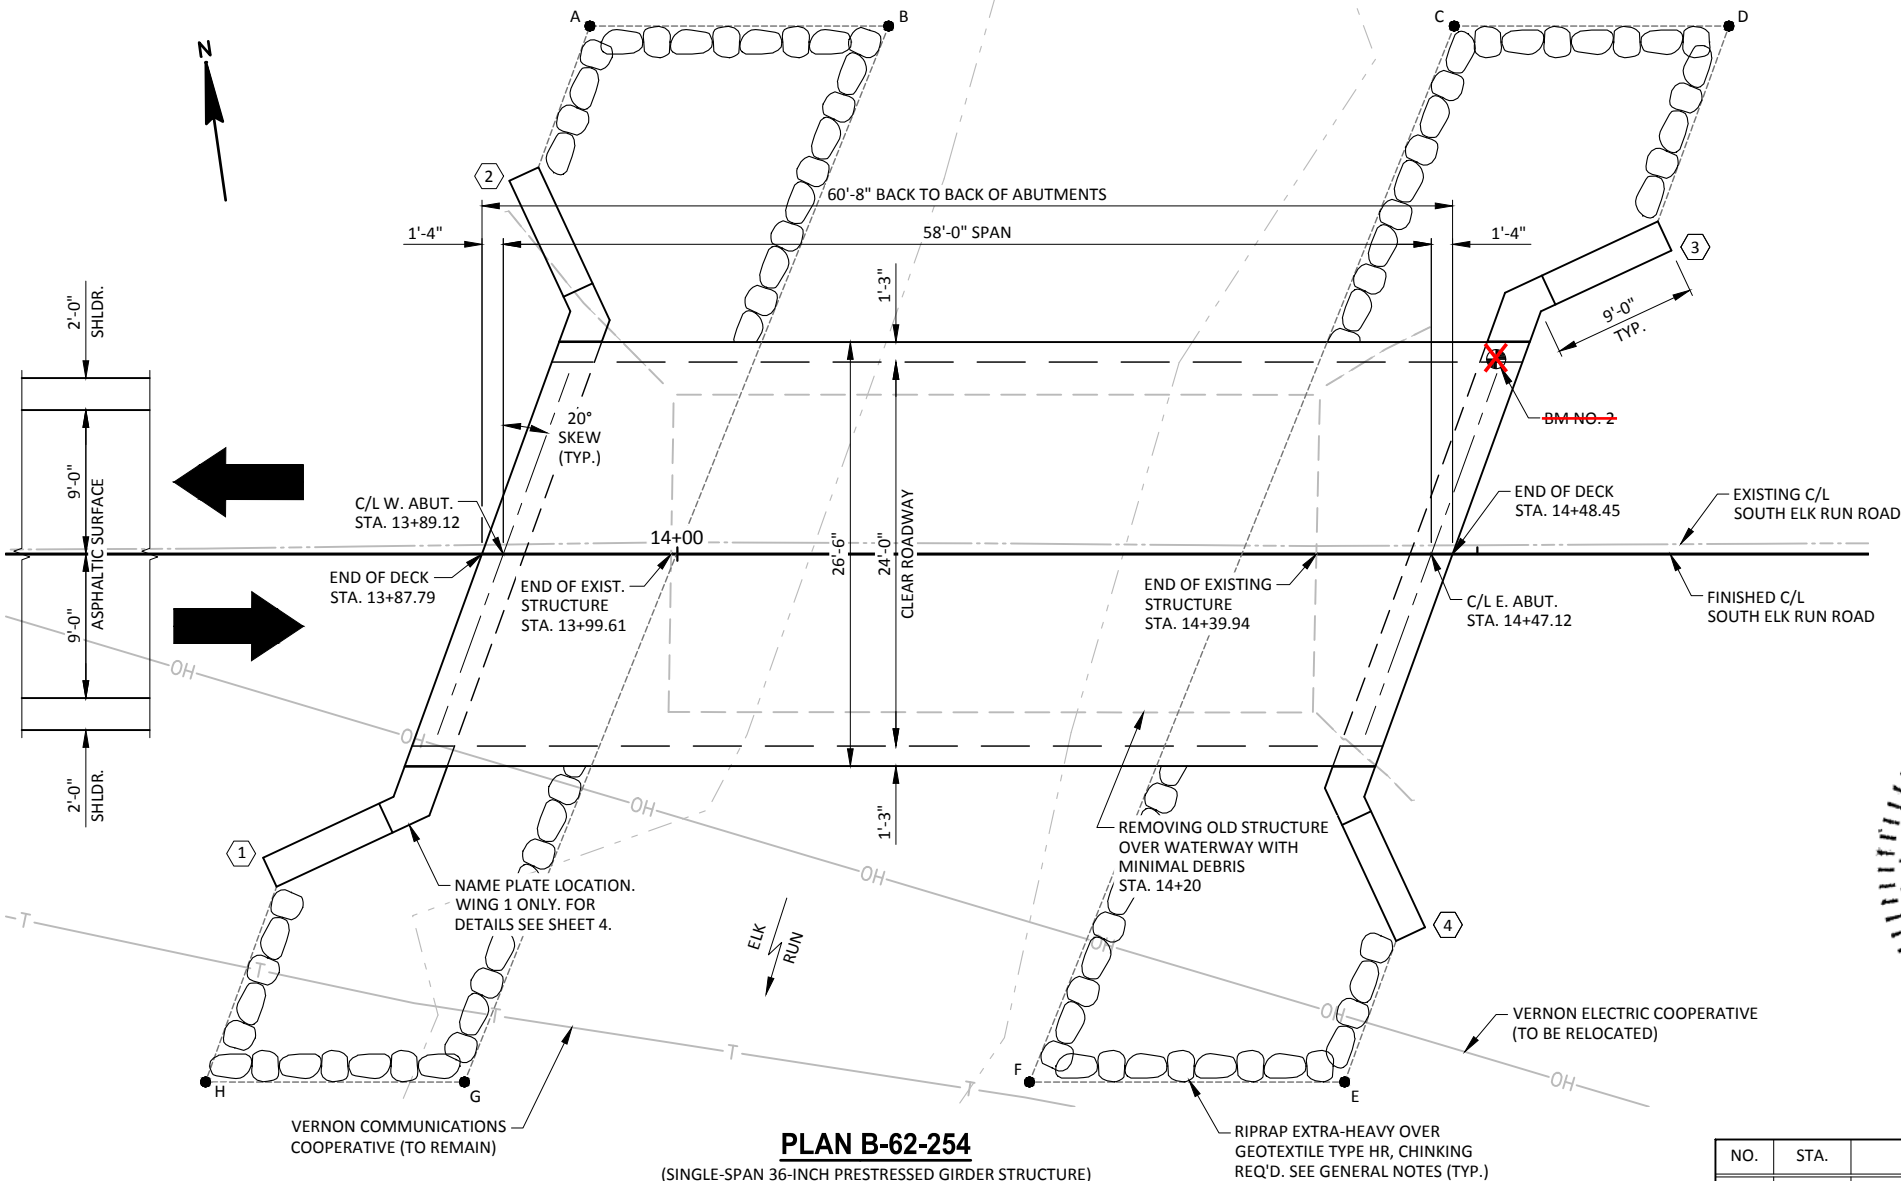 A
B
C
D
N
2
60'-8" BACK TO BACK OF ABUTMENTS
1'-4"
58'-0" SPAN
1'-4"
3
1'-3"
9'-0"
TYP.
2'-0"
SHLDR.
20°
SKEW
(TYP.)
BM NO. 2
9'-0"
ASPHALTIC SURFACE
9'-0"
2'-0"
SHLDR.
C/L W. ABUT.
STA. 13+89.12
14+00
26'-6"
24'-0"
CLEAR ROADWAY
END OF DECK
STA. 14+48.45
EXISTING C/L
SOUTH ELK RUN ROAD
END OF DECK
STA. 13+87.79
END OF EXIST.
STRUCTURE
STA. 13+99.61
END OF EXISTING
STRUCTURE
STA. 14+39.94
C/L E. ABUT.
STA. 14+47.12
FINISHED C/L
SOUTH ELK RUN ROAD
OH
OH
OH
OH
OH
OH
OH
1'-3"
1
NAME PLATE LOCATION.
WING 1 ONLY. FOR
DETAILS SEE SHEET 4.
REMOVING OLD STRUCTURE
OVER WATERWAY WITH
MINIMAL DEBRIS
STA. 14+20
4
ELK
RUN
T
T
T
T
T
VERNON ELECTRIC COOPERATIVE
(TO BE RELOCATED)
H
G
F
E
VERNON COMMUNICATIONS
COOPERATIVE (TO REMAIN)
RIPRAP EXTRA-HEAVY OVER
GEOTEXTILE TYPE HR, CHINKING
REQ'D. SEE GENERAL NOTES (TYP.)
PLAN B-62-254
(SINGLE-SPAN 36-INCH PRESTRESSED GIRDER STRUCTURE)
NO. STA.